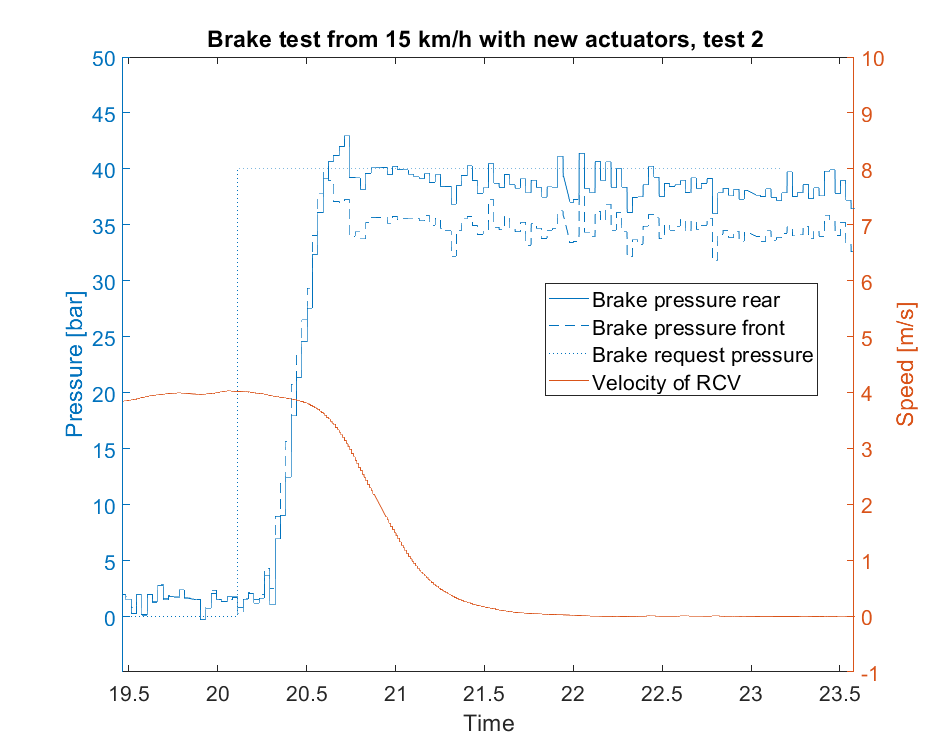 Brake test from 15 km/h with new actuators, test 2
50
45
40
35
30
25
20
15
10
5
0
Pressure [bar]
10
9
8
7
6
5
4
3
2
1
0
-1
Speed [m/s]
Brake pressure rear
Brake pressure front
Brake request pressure
Velocity of RCV
19.5 20 20.5 21 21.5 22 22.5 23 23.5
Time